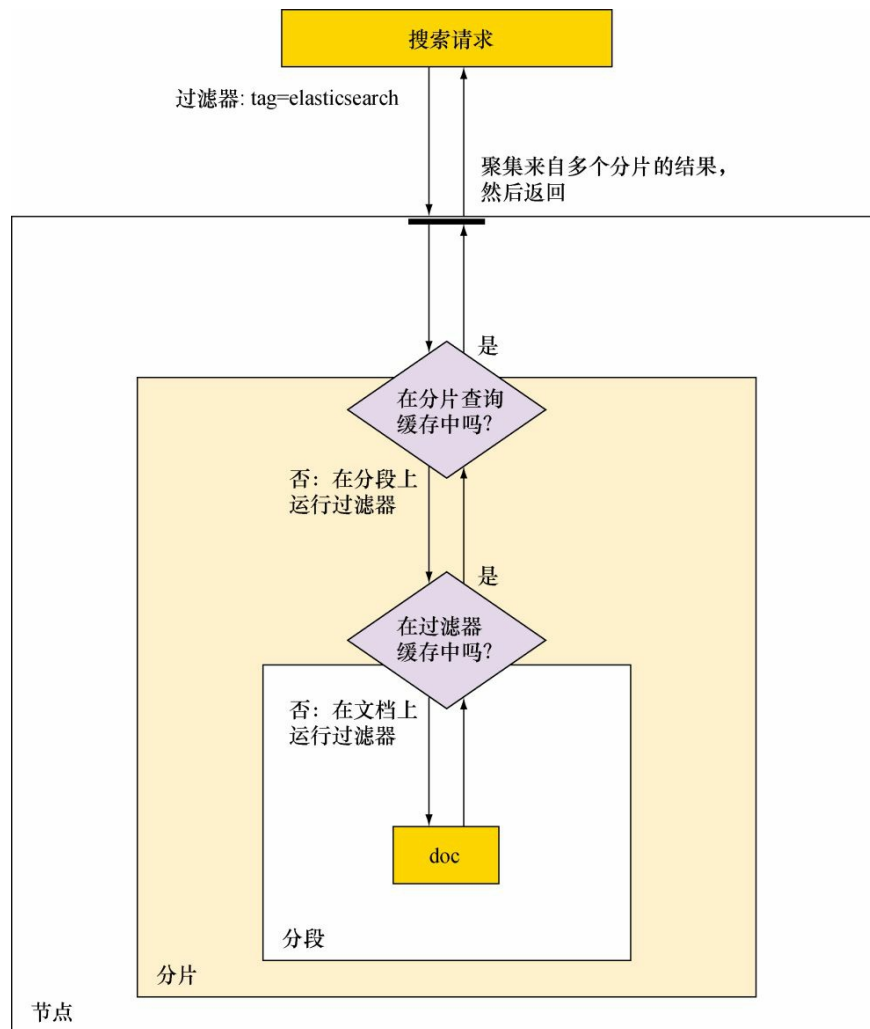 搜索请求
过滤器: tag=elasticsearch
聚集来自多个分片的结果，
然后返回
是
在分片查询
缓存中吗?
否：在分段上
运行过滤器
是
在过滤器
缓存中吗?
否：在文档上
运行过滤器
doc
分段
分片
节点